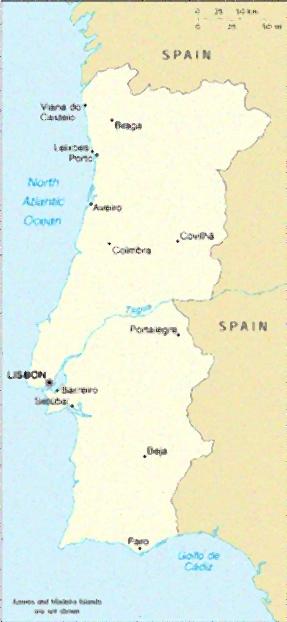 0 25 50 km
0 25 50 mi
SPAIN
Viana do
Castelo
Braga
Leixoes
Porto
North
Atlantic
Ocean
Aveiro
Covilhã
Coimbra
Tagus
Portalegre
SPAIN
LISBON
Barreiro
Setúbal
Beja
Faro
Golfo de
Cádiz
Azores and Madeira Islands
are not shown